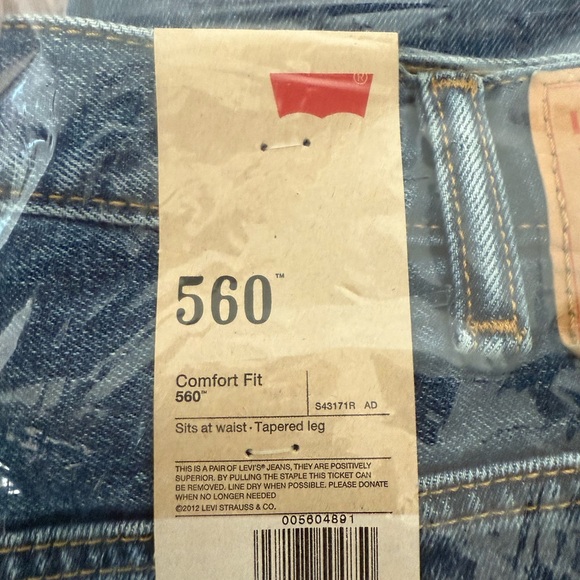 ®
560™
Comfort Fit
560™
S43171R AD
Sits at waist · Tapered leg
THIS IS A PAIR OF LEVI'S® JEANS, THEY ARE POSITIVELY
SUPERIOR. BY PULLING THE STAPLE THIS TICKET CAN
BE REMOVED. LINE DRY WHEN POSSIBLE. PLEASE DONATE
WHEN NO LONGER NEEDED
©2012 LEVI STRAUSS & CO.
005604891